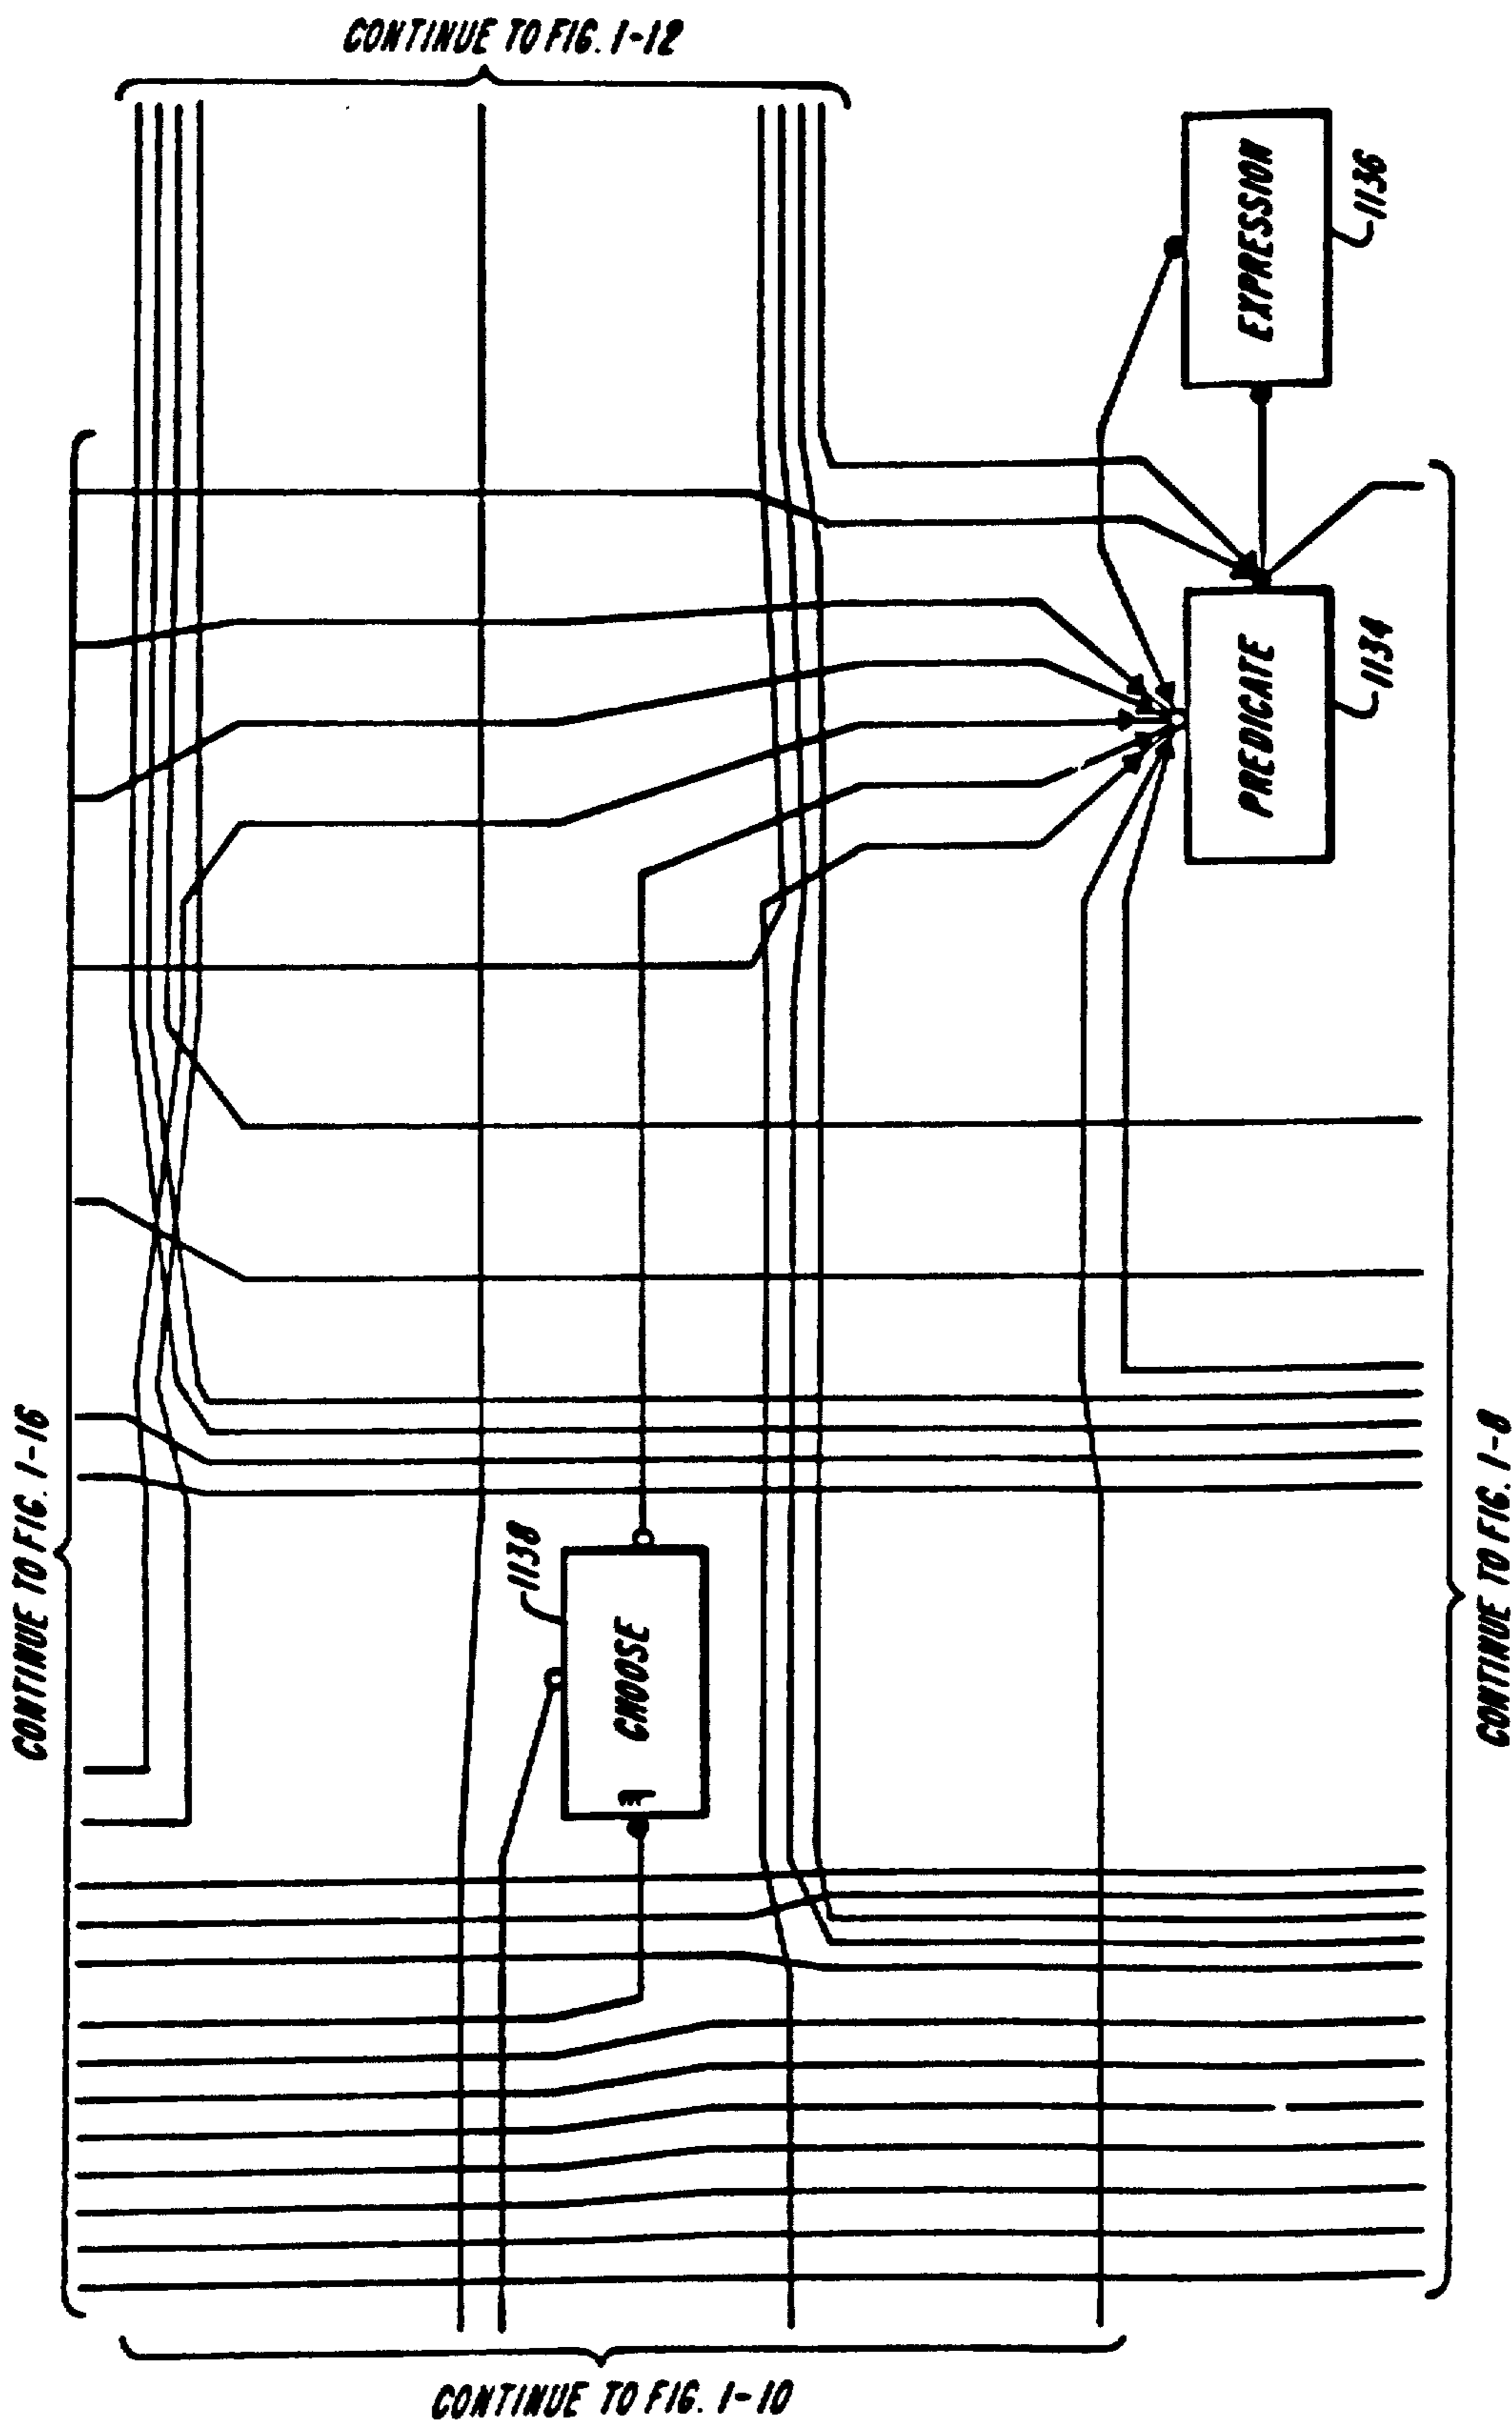 CONTINUE TO FIG. 1-12
EXPRESSION
1136
PREDICATE
1134
CONTINUE TO FIG. 1-16
1138
CHOOSE
m
CONTINUE TO FIG. 1-8
CONTINUE TO FIG. 1-10